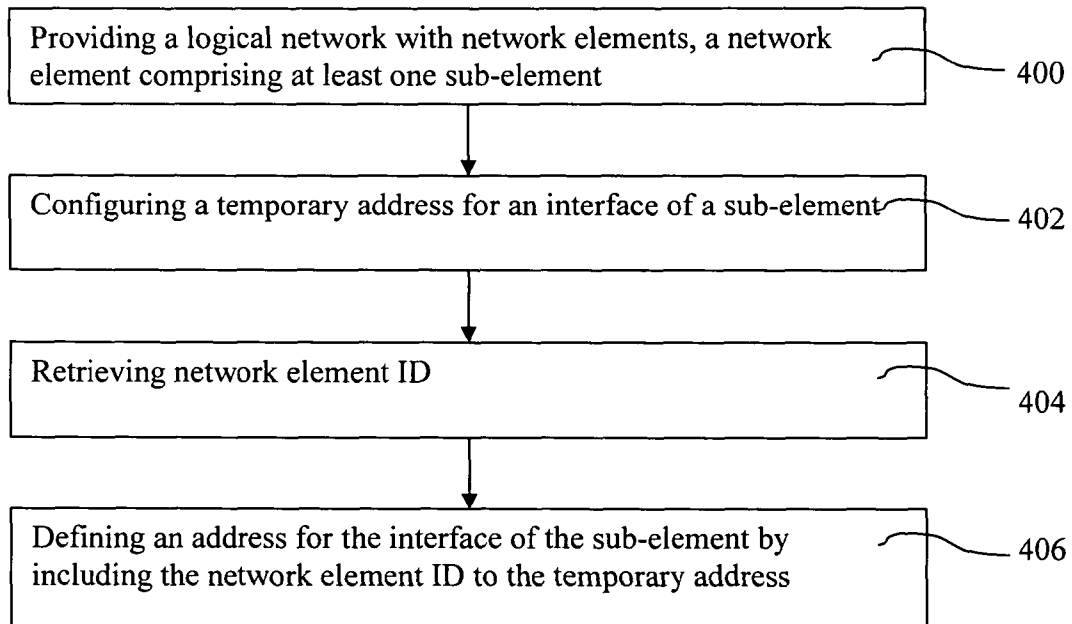 Providing a logical network with network elements, a network
element comprising at least one sub-element
400
Configuring a temporary address for an interface of a sub-element
402
Retrieving network element ID
404
Defining an address for the interface of the sub-element by
including the network element ID to the temporary address
406